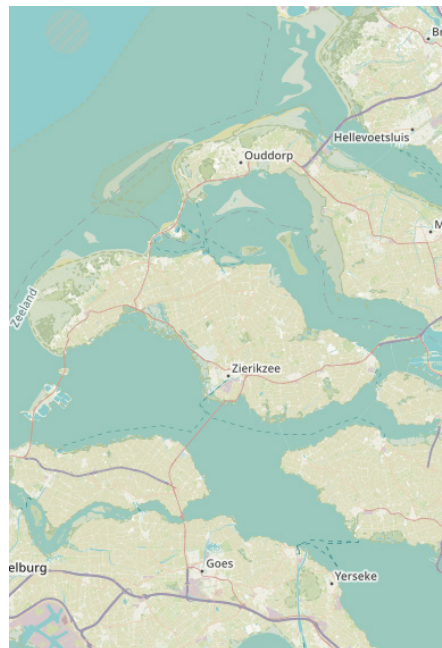 Br
Hellevoetsluis
Ouddorp
M
Zeeland
Zierikzee
Goes
elburg
Yerseke